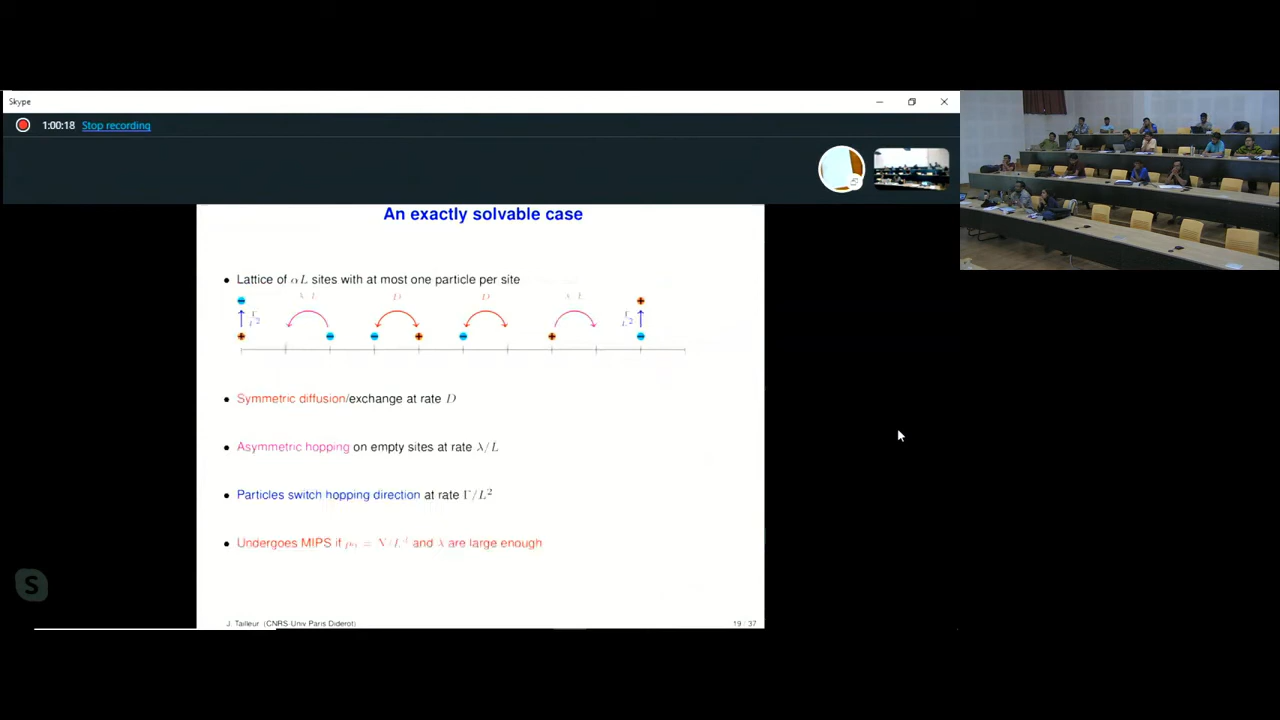 Skype
1:00:18 Stop recording
An exactly solvable case
• Lattice of αL sites with at most one particle per site
D D
• Symmetric diffusion/exchange at rate D
• Asymmetric hopping on empty sites at rate λ/L
• Particles switch hopping direction at rate Γ/L²
• Undergoes MIPS if and λ are large enough
J. Tailleur (CNRS-Univ Paris Diderot) 19 / 37
S